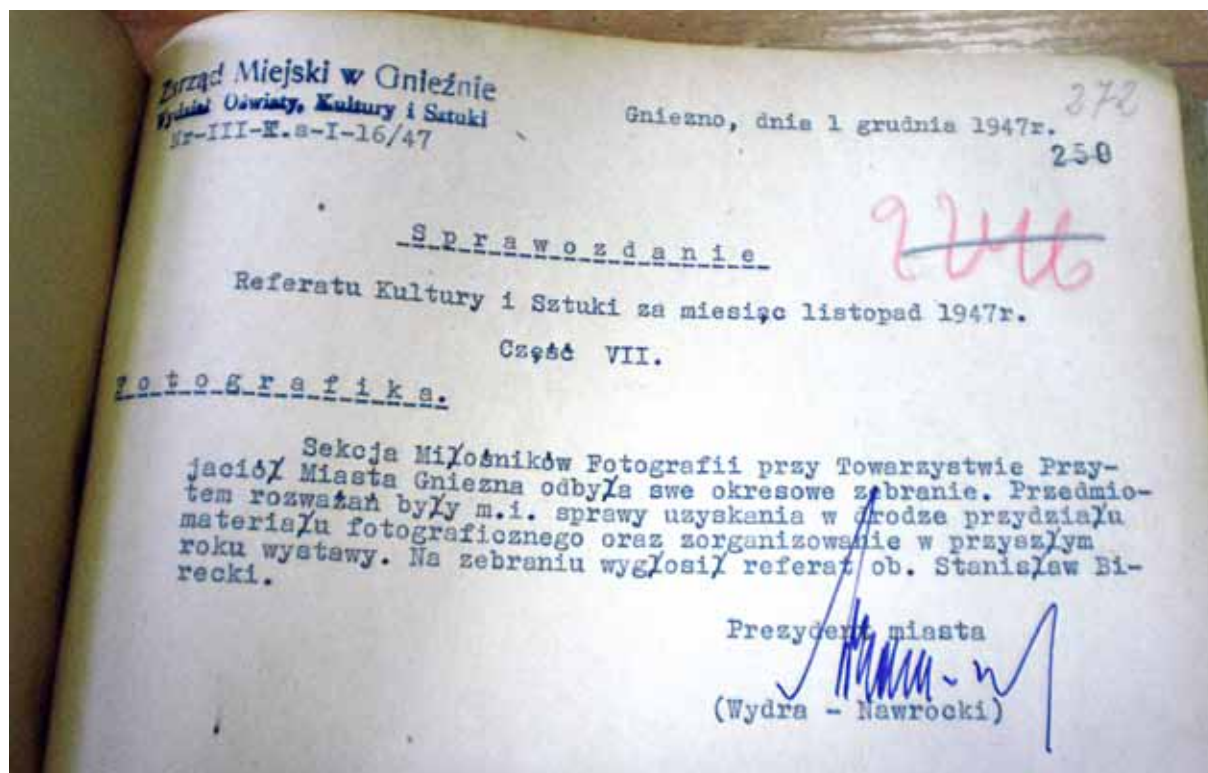 Zarząd Miejski w Gnieźnie
Wydział Oświaty, Kultury i Sztuki
Nr-III-K.s-I-16/47
272
Gniezno, dnia 1 grudnia 1947r.
250
Sprawozdanie
Referatu Kultury i Sztuki za miesiąc listopad 1947r.
Część VII.
Fotografika.
Sekcja Miłośników Fotografii przy Towarzystwie Przy-
jaciół Miasta Gniezna odbyła swe okresowe zebranie. Przedmio-
tem rozważań były m.i. sprawy uzyskania w drodze przydziału
materiału fotograficznego oraz zorganizowanie w przyszłym
roku wystawy. Na zebraniu wygłosił referat ob. Stanisław Bi-
recki.
Prezydent miasta
(Wydra - Nawrocki)